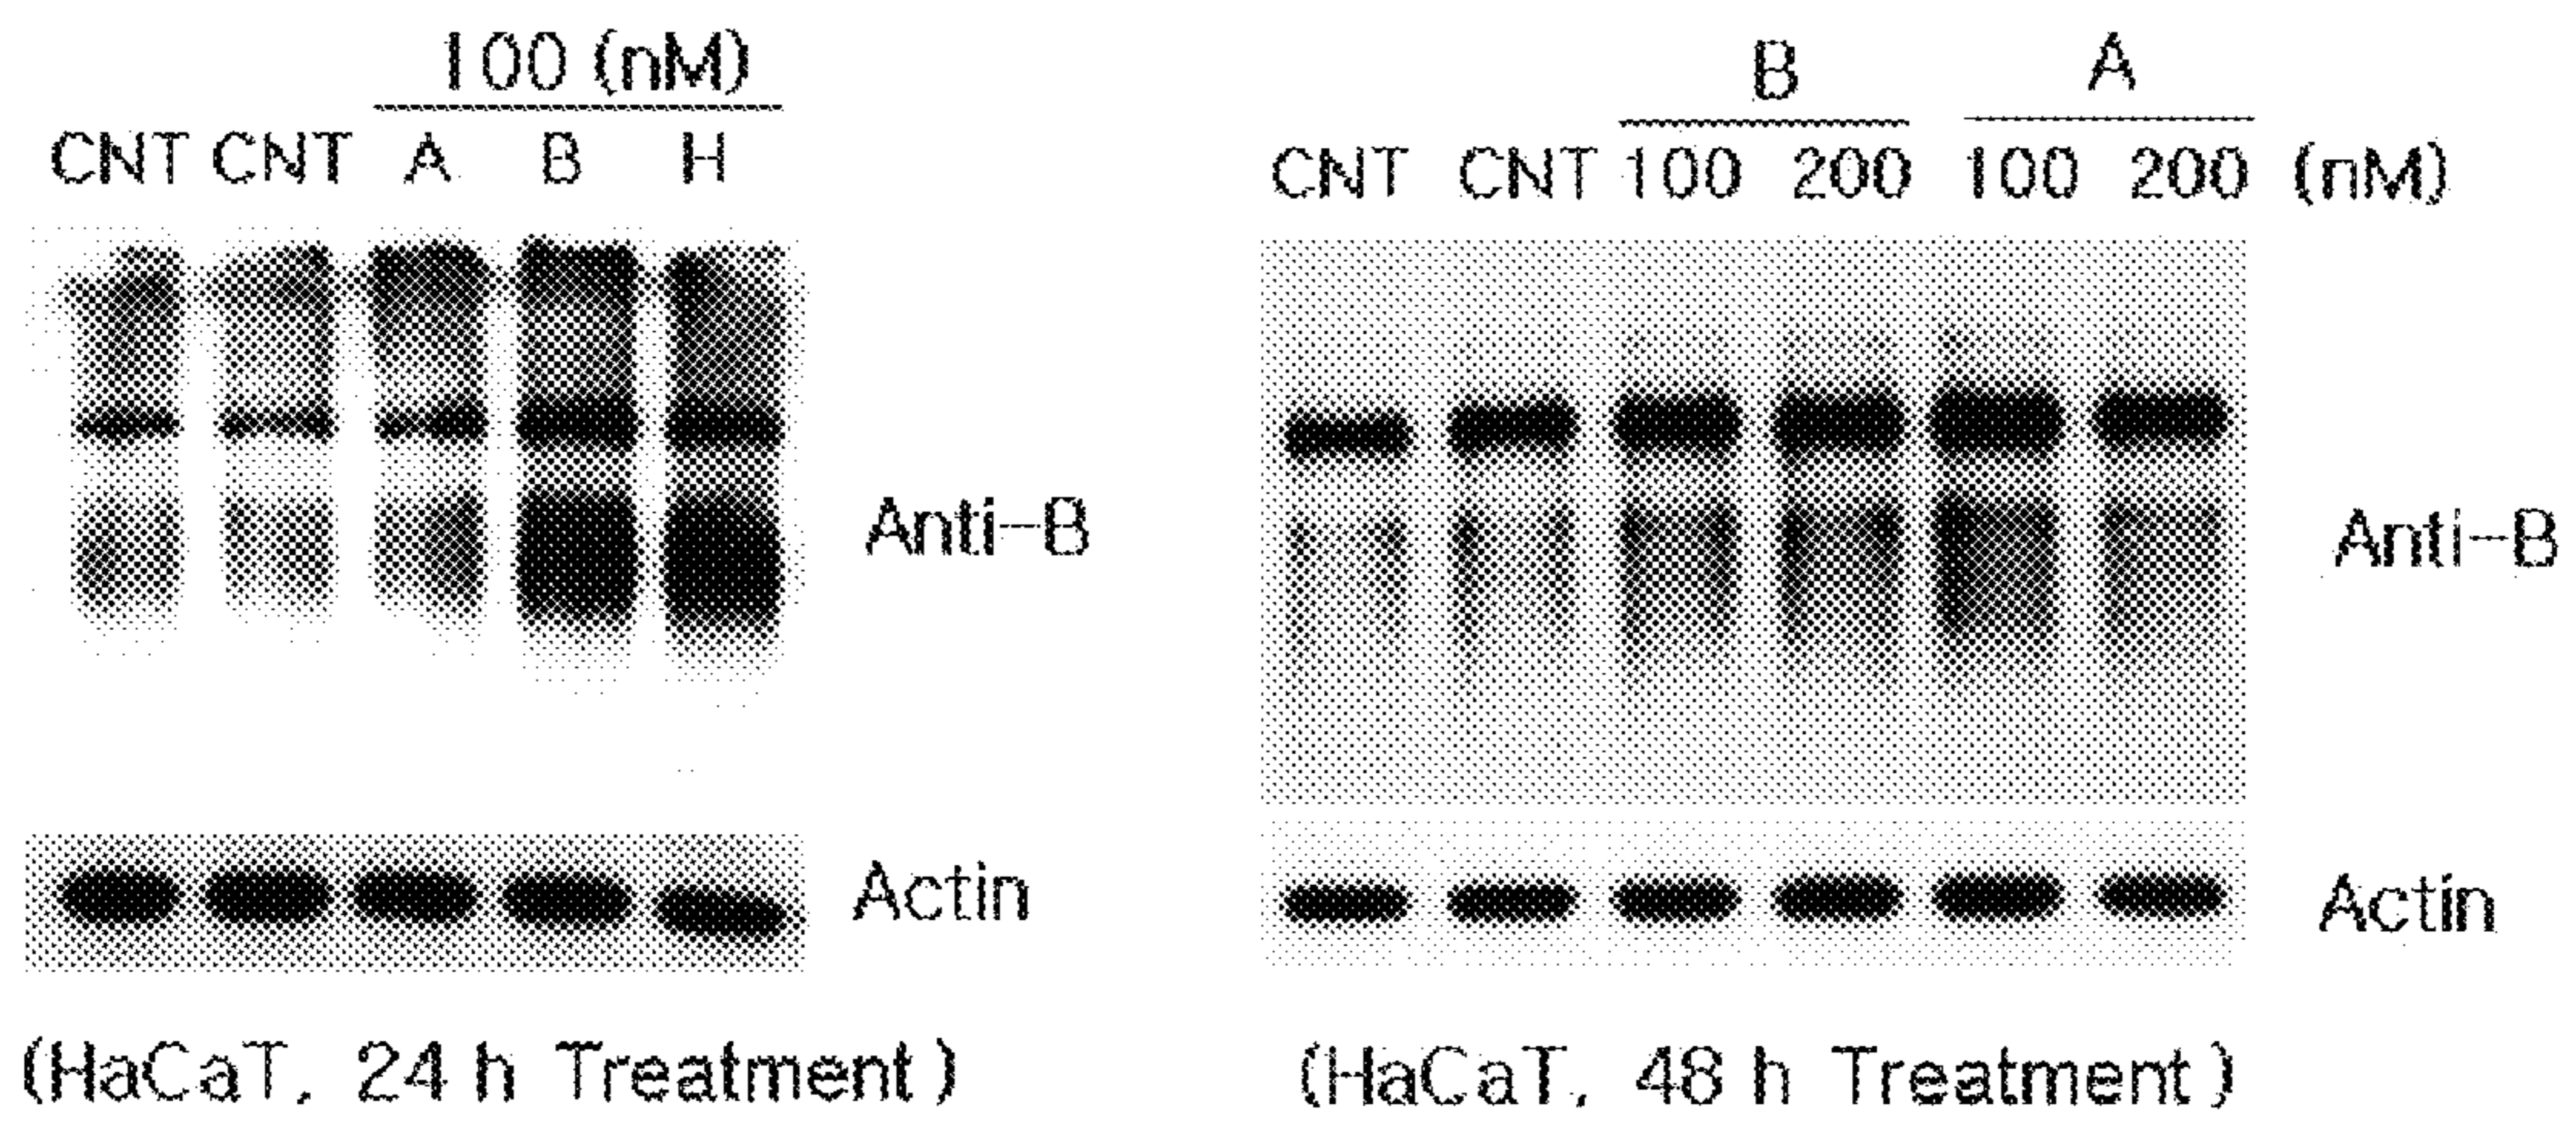 100 (nM)
CNT CNT A B H
Anti-B
Actin
(HaCaT, 24 h Treatment)
B A
CNT CNT 100 200 100 200 (nM)
Anti-B
Actin
(HaCaT, 48 h Treatment)